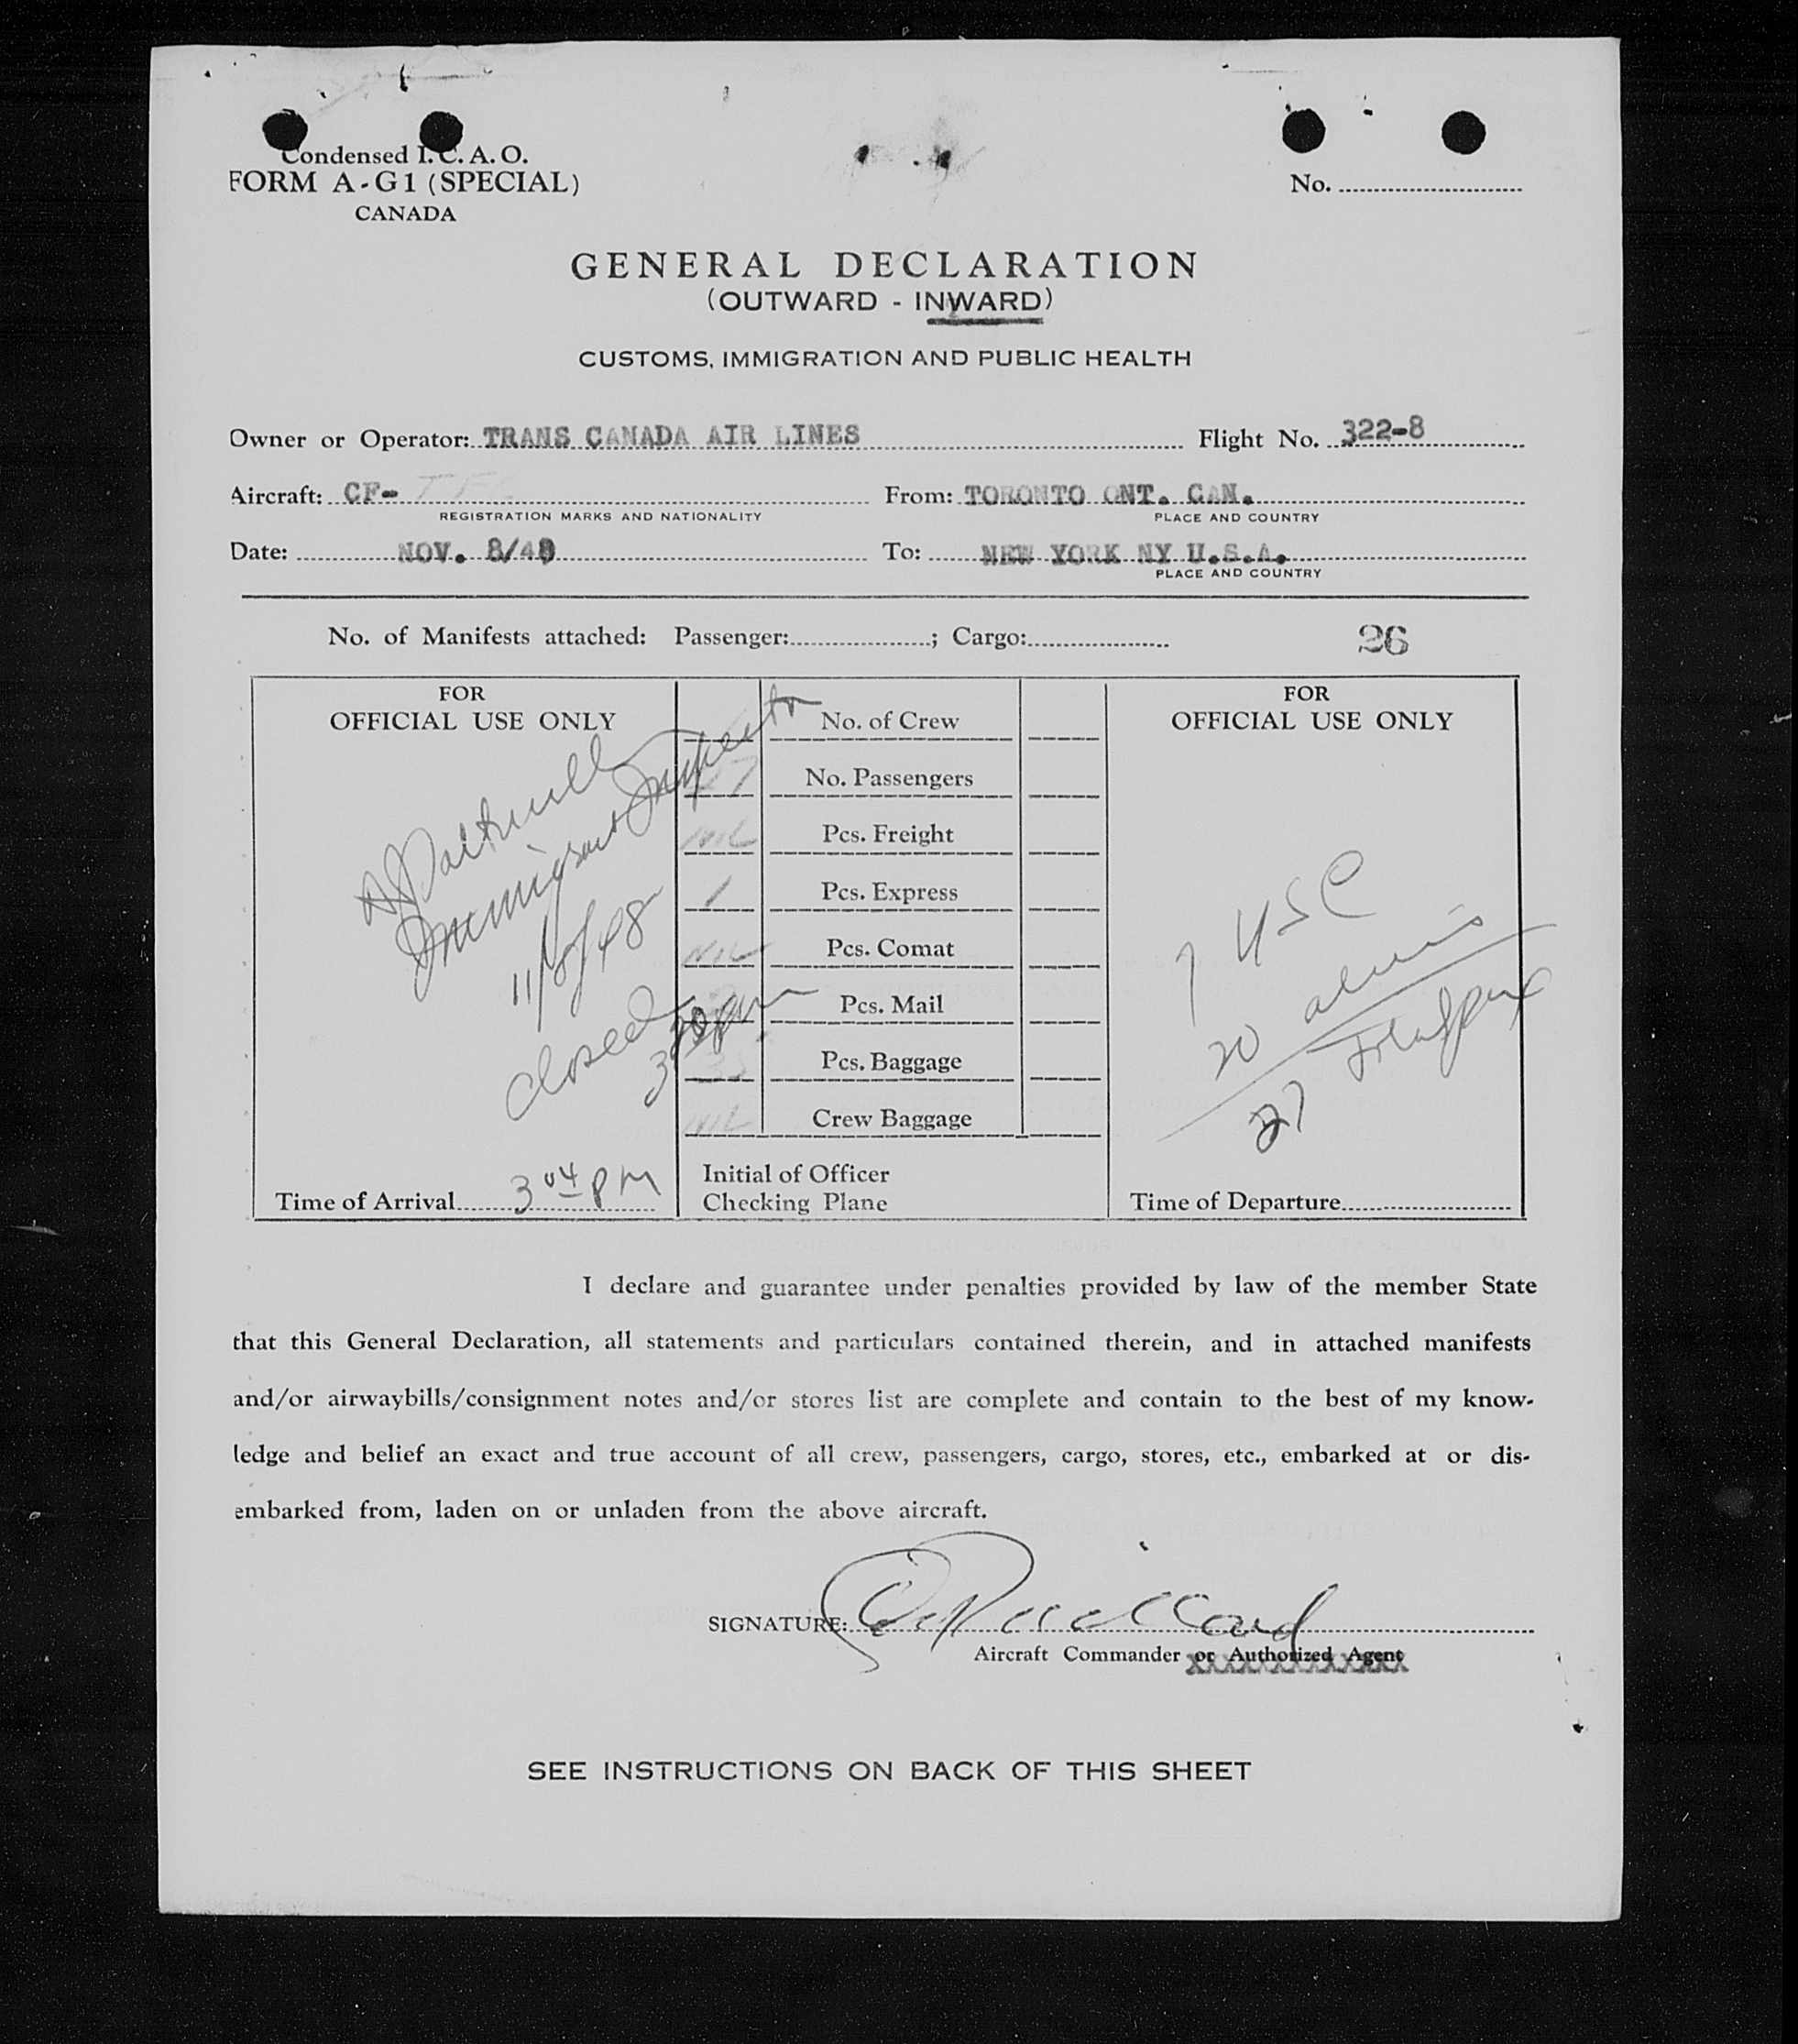 Condensed I. C. A. O.
FORM A-G1 (SPECIAL)
CANADA
No.
GENERAL DECLARATION
(OUTWARD - INWARD)
CUSTOMS, IMMIGRATION AND PUBLIC HEALTH
Owner or Operator: TRANS CANADA AIR LINES Flight No. 322-8
Aircraft: CF- From: TORONTO ONT. CAN.
REGISTRATION MARKS AND NATIONALITY PLACE AND COUNTRY
Date: NOV. 8/48 To: NEW YORK NY U.S.A.
PLACE AND COUNTRY
No. of Manifests attached: Passenger: ; Cargo: 26
FOR
OFFICIAL USE ONLY
Immigrant Inspector
11/8/48
Closed 3 30 pm
Time of Arrival 3 04 PM
No. of Crew
27 No. Passengers
NIL Pcs. Freight
1 Pcs. Express
NIL Pcs. Comat
Pcs. Mail
Pcs. Baggage
NIL Crew Baggage
Initial of Officer
Checking Plane
FOR
OFFICIAL USE ONLY
7 USC
20 aliens
27 Total Pax
Time of Departure
I declare and guarantee under penalties provided by law of the member State
that this General Declaration, all statements and particulars contained therein, and in attached manifests
and/or airwaybills/consignment notes and/or stores list are complete and contain to the best of my know-
ledge and belief an exact and true account of all crew, passengers, cargo, stores, etc., embarked at or dis-
embarked from, laden on or unladen from the above aircraft.
SIGNATURE:
Aircraft Commander or Authorized Agent
SEE INSTRUCTIONS ON BACK OF THIS SHEET